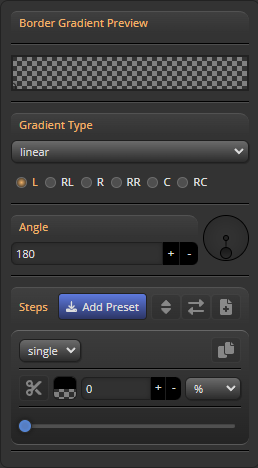 Border Gradient Preview
Gradient Type
linear
L RL R RR C RC
Angle
180 + -
Steps Add Preset
single
0 + - %